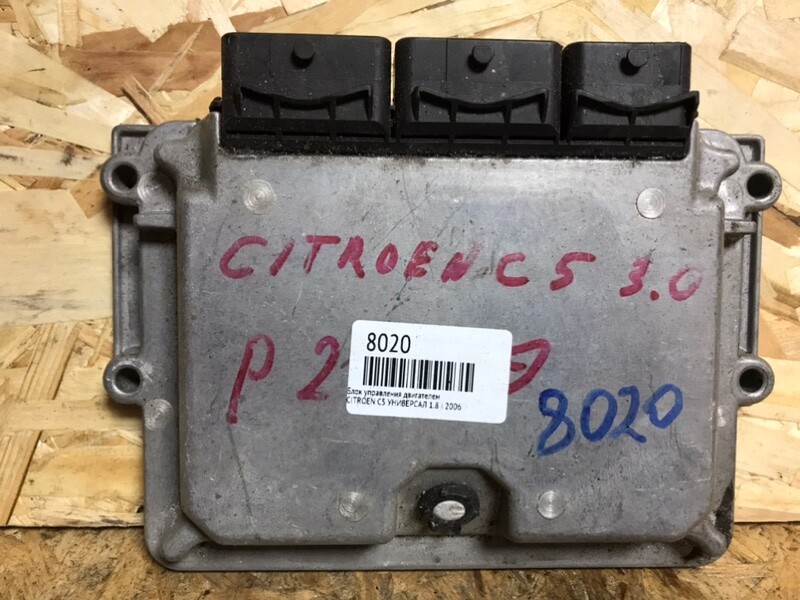 CITROEN C5 3.0
P 2
8020
Блок управления двигателем
CITROEN C5 УНИВЕРСАЛ 1.8 i 2006
8020